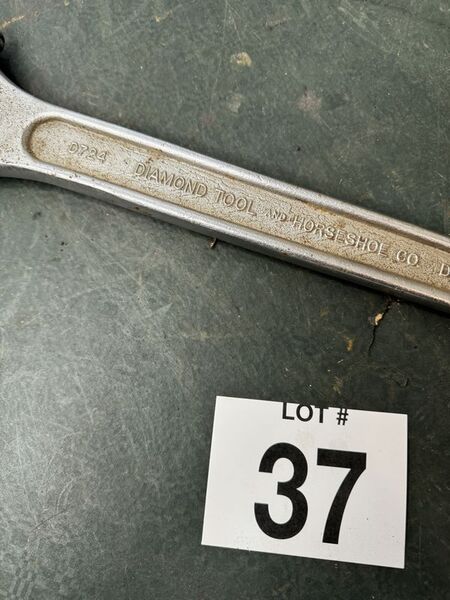 D724 DIAMOND TOOL AND HORSESHOE CO D
LOT #
37